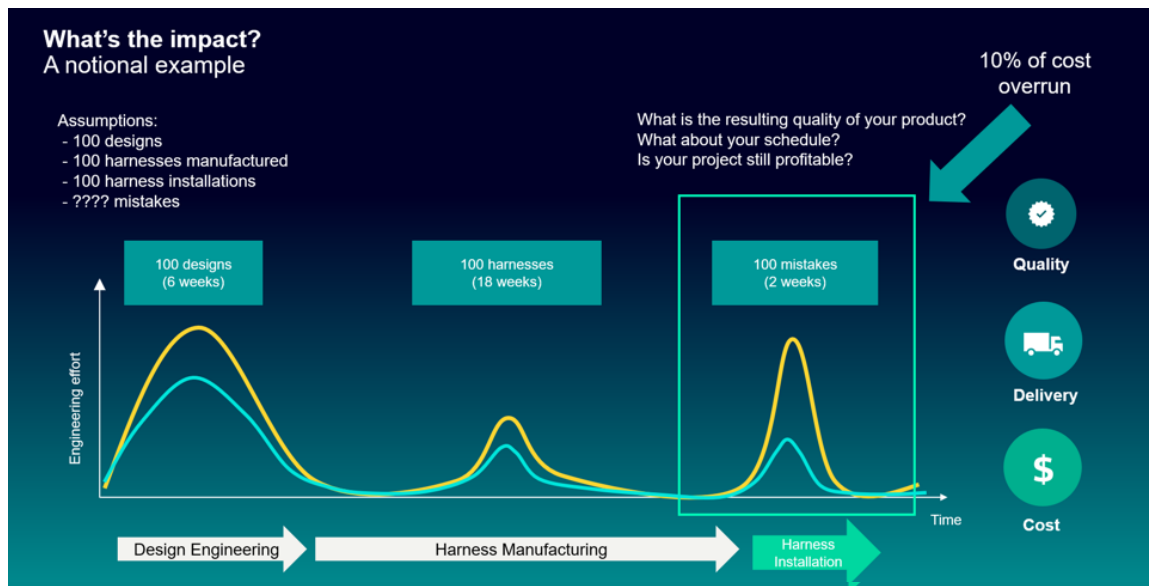 What's the impact?
A notional example
Assumptions:
- 100 designs
- 100 harnesses manufactured
- 100 harness installations
- ???? mistakes
What is the resulting quality of your product?
What about your schedule?
Is your project still profitable?
10% of cost
overrun
100 designs
(6 weeks)
100 harnesses
(18 weeks)
100 mistakes
(2 weeks)
Quality
Delivery
$
Cost
Engineering effort
Time
Design Engineering
Harness Manufacturing
Harness
Installation